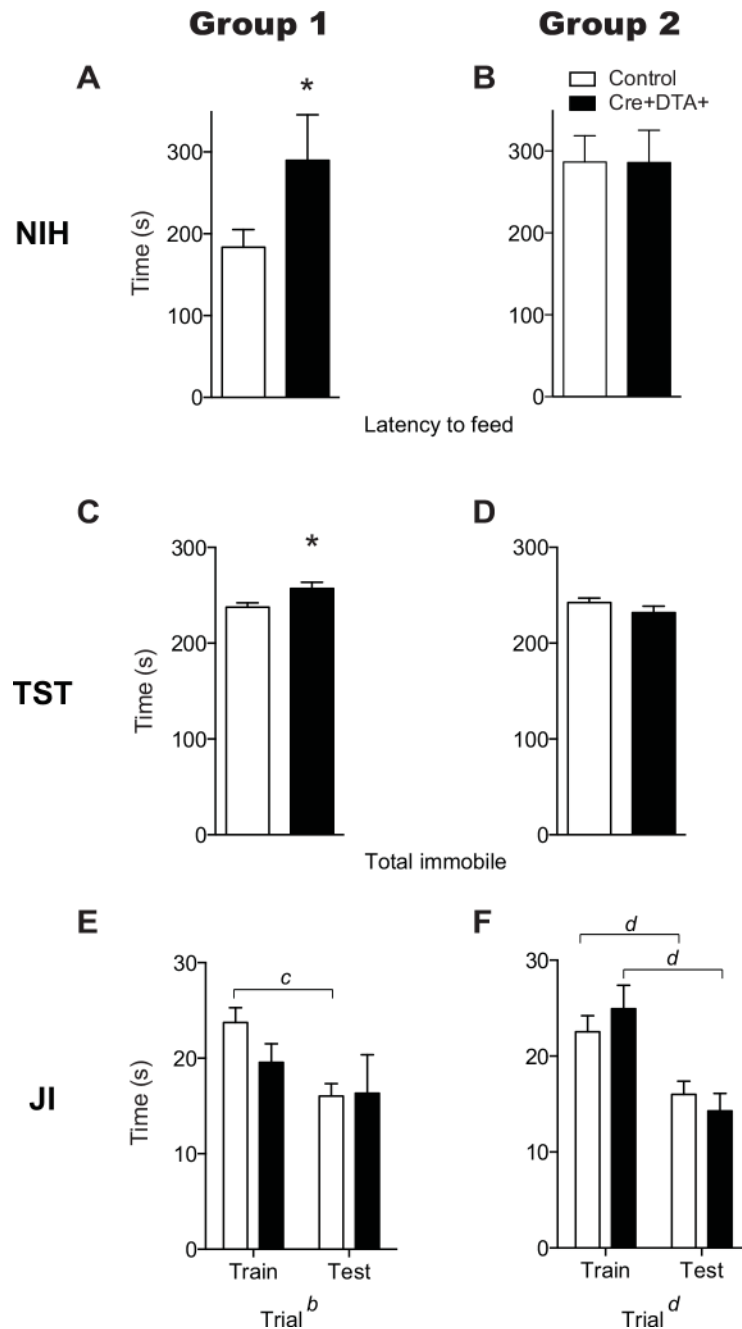 Group 1
Group 2
A
B
Control
Cre+DTA+
*
NIH
Time (s)
300
200
100
0
300
200
100
0
Latency to feed
C
D
*
TST
Time (s)
300
200
100
0
300
200
100
0
Total immobile
E
F
c
d
d
JI
Time (s)
30
20
10
0
30
20
10
0
Train
Test
Train
Test
Trial b
Trial d